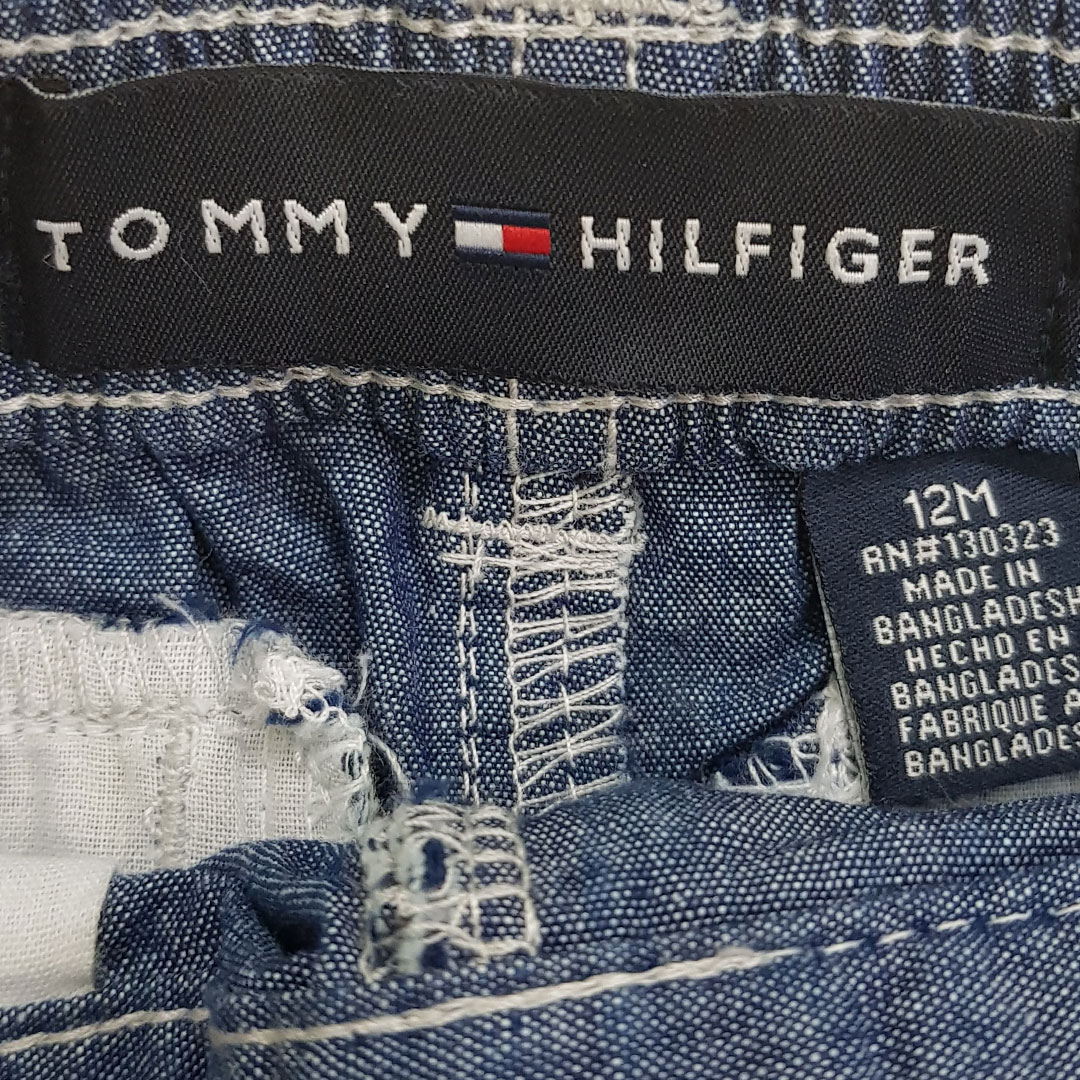 TOMMY HILFIGER
12M
RN#130323
MADE IN
BANGLADESH
HECHO EN
BANGLADES
FABRIQUE A
BANGLADES